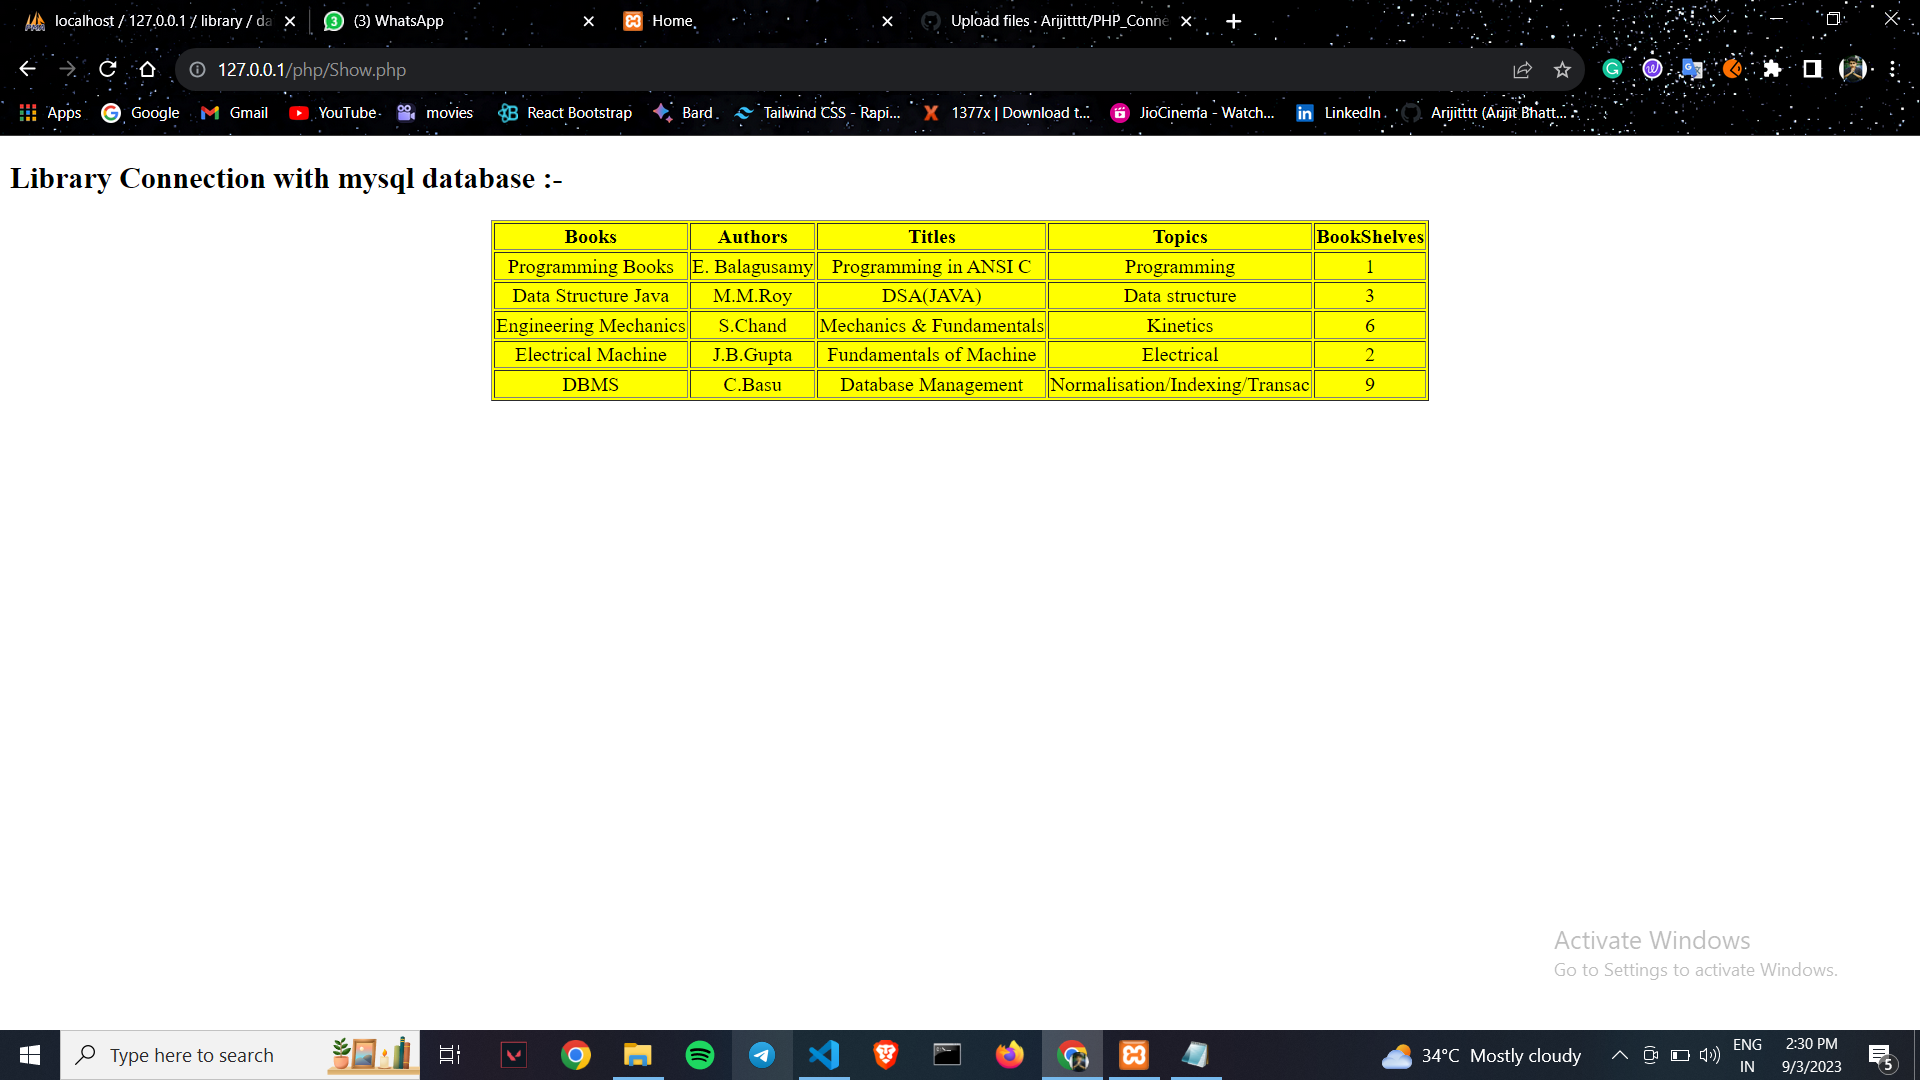 localhost / 127.0.0.1 / library / da
(3) WhatsApp
Home
Upload files · Arijitttt/PHP_Conne
127.0.0.1/php/Show.php
Apps Google Gmail YouTube movies React Bootstrap Bard Tailwind CSS - Rapi... 1377x | Download t... JioCinema - Watch... LinkedIn Arijitttt (Arijit Bhatt...
Library Connection with mysql database :-
Books Authors Titles Topics BookShelves
Programming Books E. Balagusamy Programming in ANSI C Programming 1
Data Structure Java M.M.Roy DSA(JAVA) Data structure 3
Engineering Mechanics S.Chand Mechanics & Fundamentals Kinetics 6
Electrical Machine J.B.Gupta Fundamentals of Machine Electrical 2
DBMS C.Basu Database Management Normalisation/Indexing/Transac 9
Activate Windows
Go to Settings to activate Windows.
Type here to search
34°C Mostly cloudy
ENG
IN
2:30 PM
9/3/2023
5